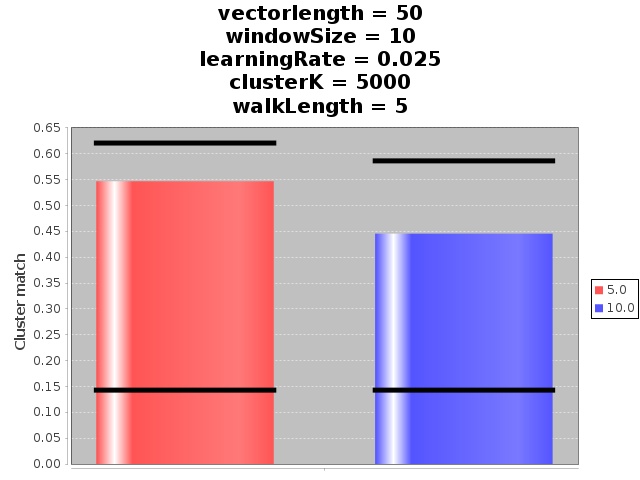 vectorlength = 50
windowSize = 10
learningRate = 0.025
clusterK = 5000
walkLength = 5
0.65
0.60
0.55
0.50
0.45
0.40
0.35
0.30
0.25
0.20
0.15
0.10
0.05
0.00
Cluster match
5.0
10.0